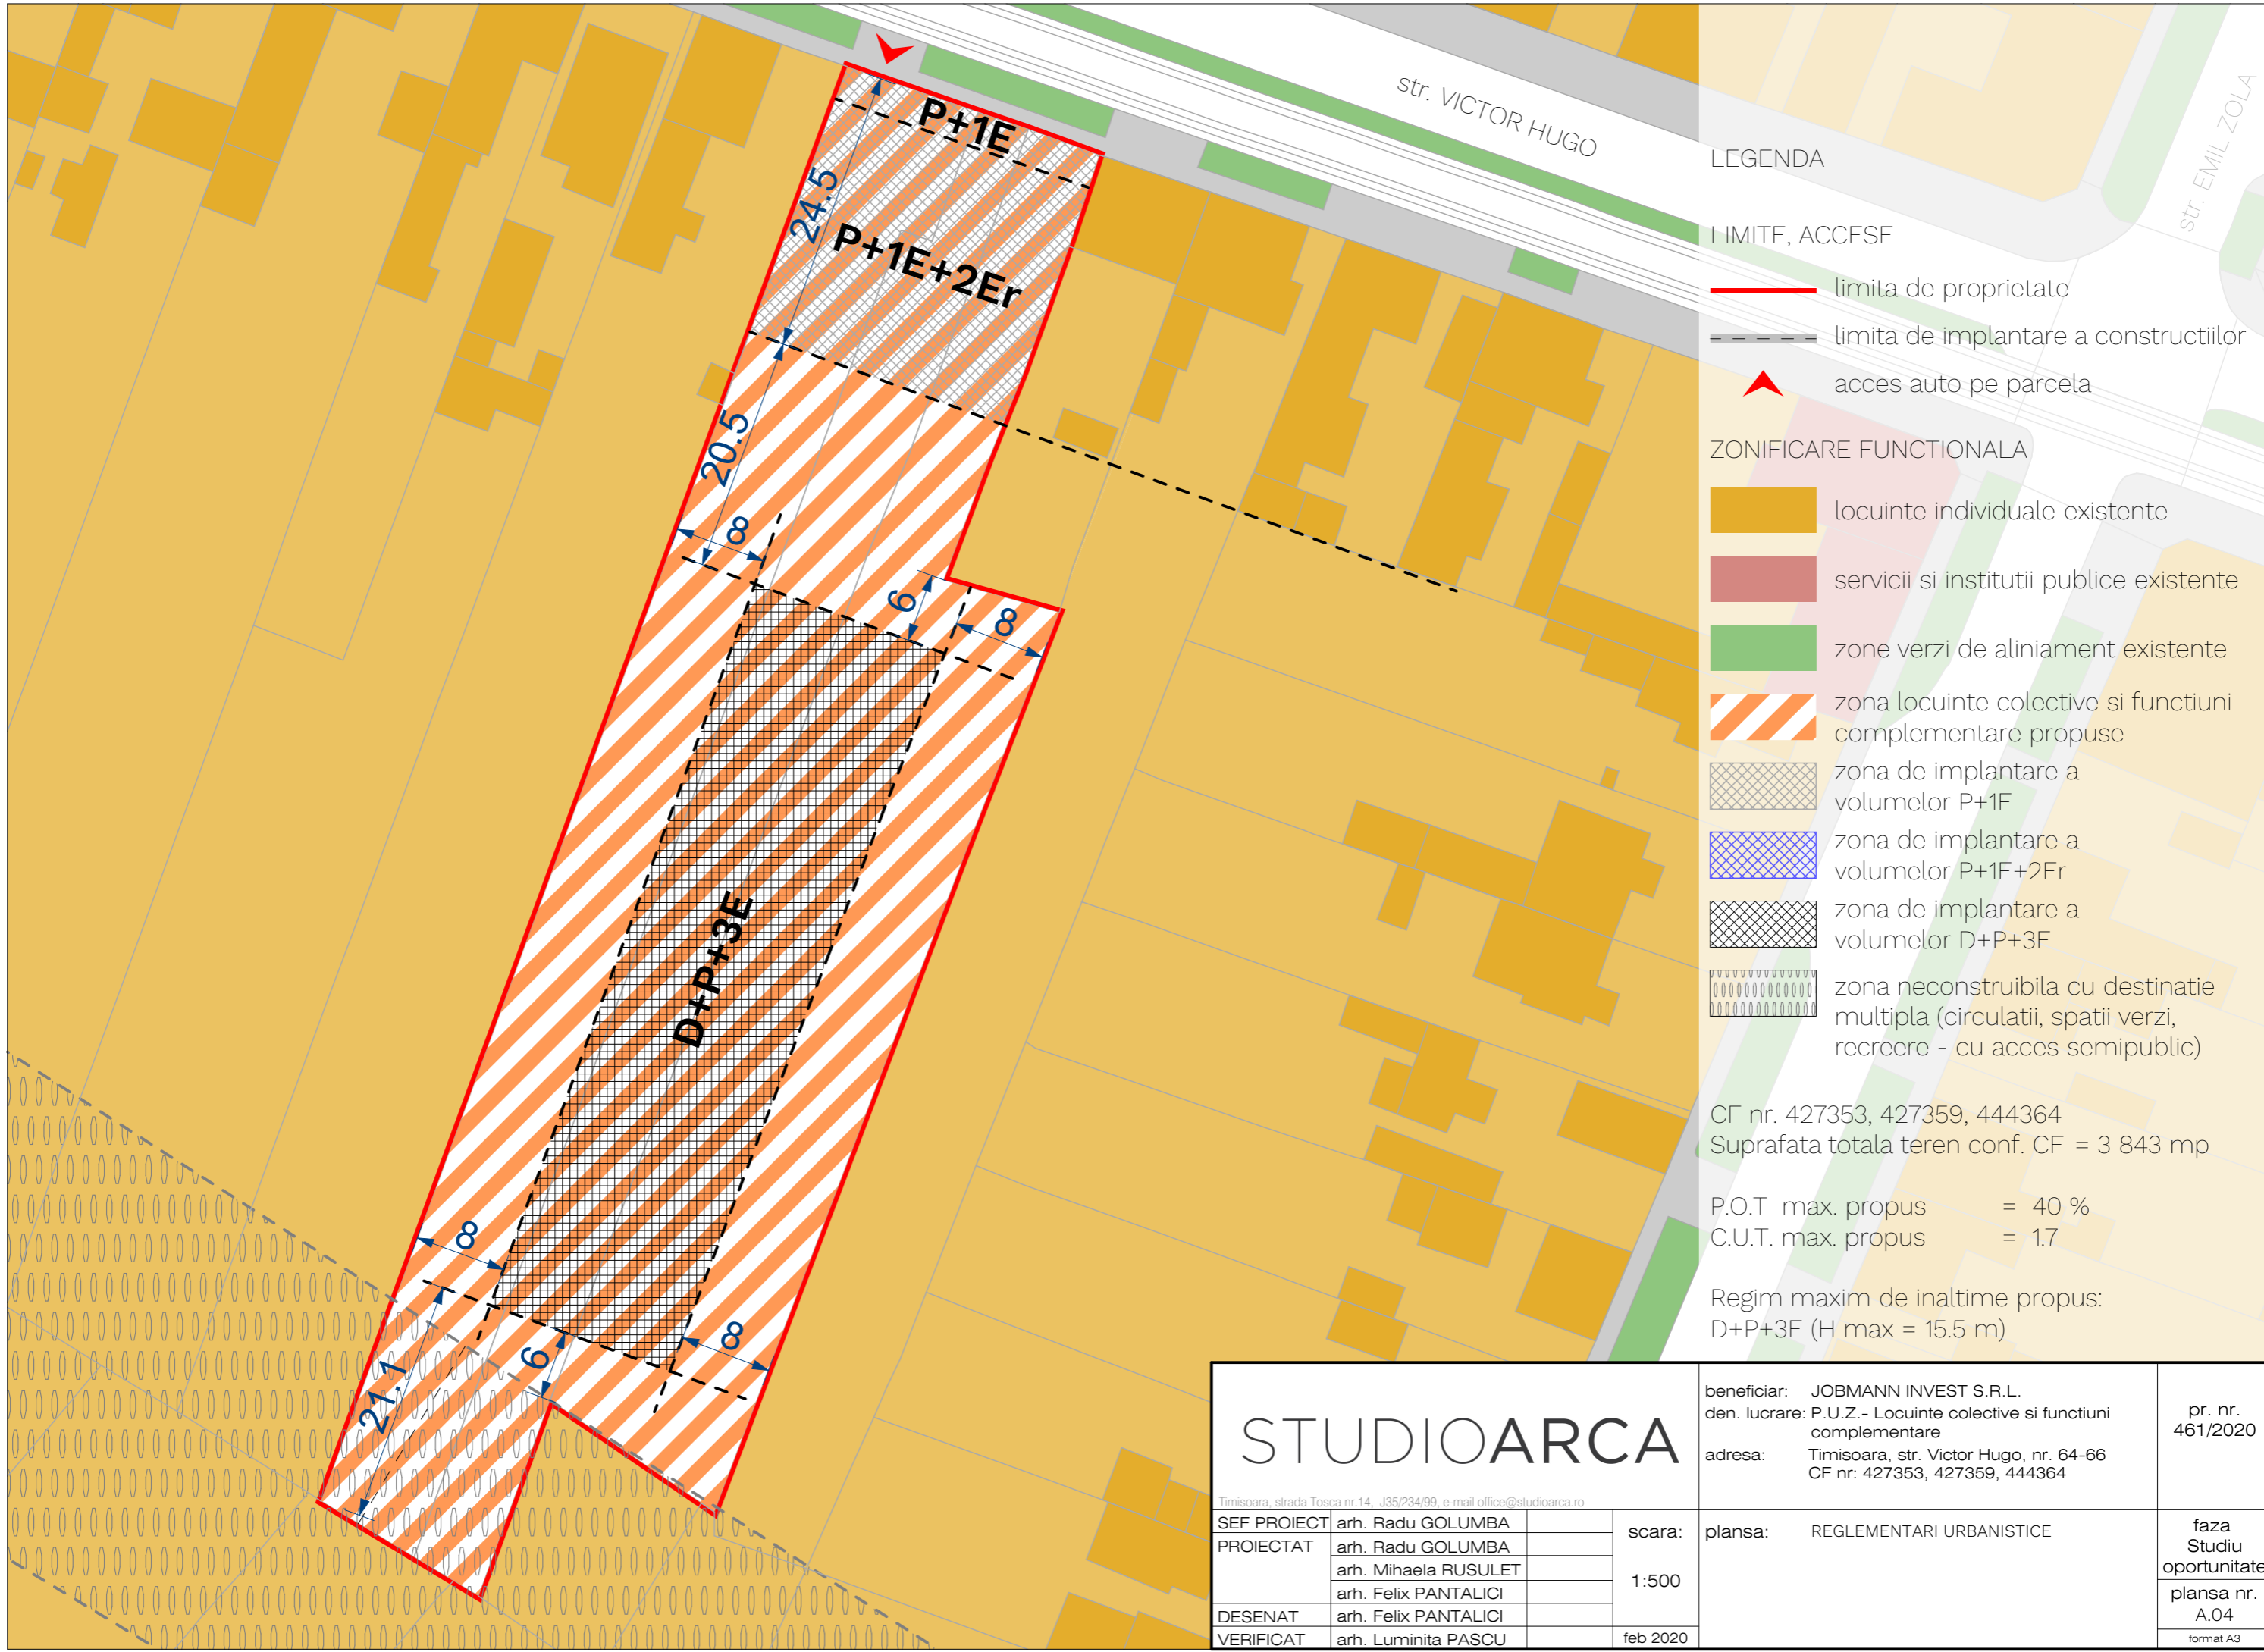 str. VICTOR HUGO
str. EMIL ZOLA
P+1E
P+1E+2Er
24.5
20.5
8
6
8
D+P+3E
8
21.1
6
8
LEGENDA
LIMITE, ACCESE
limita de proprietate
limita de implantare a constructiilor
acces auto pe parcela
ZONIFICARE FUNCTIONALA
locuinte individuale existente
servicii si institutii publice existente
zone verzi de aliniament existente
zona locuinte colective si functiuni
complementare propuse
zona de implantare a
volumelor P+1E
zona de implantare a
volumelor P+1E+2Er
zona de implantare a
volumelor D+P+3E
zona neconstruibila cu destinatie
multipla (circulatii, spatii verzi,
recreere - cu acces semipublic)
CF nr. 427353, 427359, 444364
Suprafata totala teren conf. CF = 3 843 mp
P.O.T max. propus = 40 %
C.U.T. max. propus = 1.7
Regim maxim de inaltime propus:
D+P+3E (H max = 15.5 m)
STUDIOARCA
Timisoara, strada Tosca nr.14, J35/234/99, e-mail office@studioarca.ro
beneficiar: JOBMANN INVEST S.R.L.
den. lucrare: P.U.Z.- Locuinte colective si functiuni
complementare
adresa: Timisoara, str. Victor Hugo, nr. 64-66
CF nr: 427353, 427359, 444364
pr. nr.
461/2020
SEF PROIECT arh. Radu GOLUMBA
PROIECTAT arh. Radu GOLUMBA
arh. Mihaela RUSULET
arh. Felix PANTALICI
DESENAT arh. Felix PANTALICI
VERIFICAT arh. Luminita PASCU
scara:
1:500
feb 2020
plansa: REGLEMENTARI URBANISTICE
faza
Studiu
oportunitate
plansa nr.
A.04
format A3